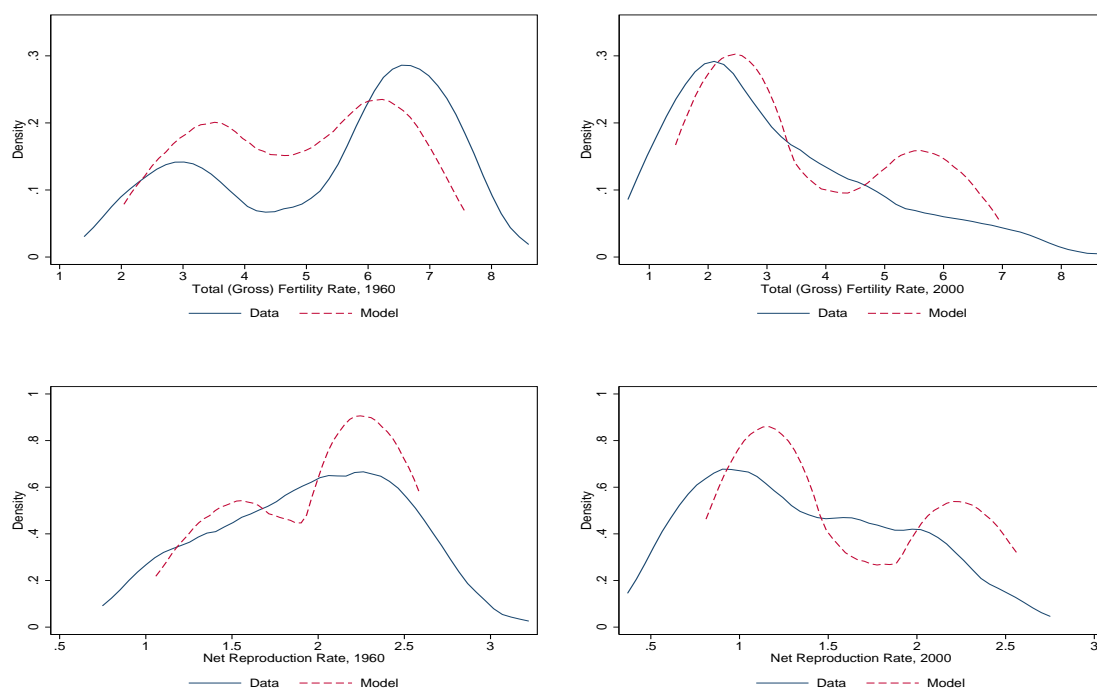 Density
0 .1 .2 .3
1 2 3 4 5 6 7 8
Total (Gross) Fertility Rate, 1960
Data Model
Density
0 .1 .2 .3
1 2 3 4 5 6 7 8
Total (Gross) Fertility Rate, 2000
Data Model
Density
0 .2 .4 .6 .8 1
.5 1 1.5 2 2.5 3
Net Reproduction Rate, 1960
Data Model
Density
0 .2 .4 .6 .8 1
.5 1 1.5 2 2.5 3
Net Reproduction Rate, 2000
Data Model